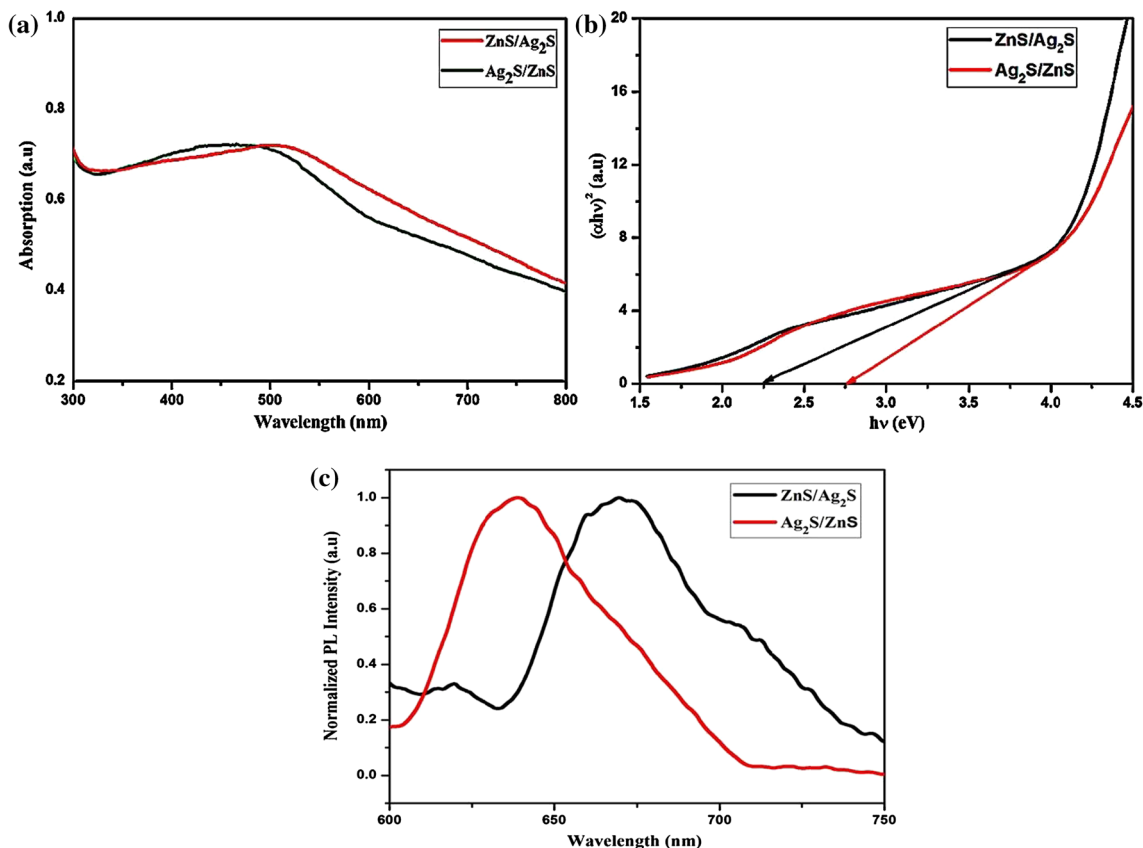 (a)
1.0
0.8
0.6
0.4
0.2
Absorption (a.u)
ZnS/Ag₂S
Ag₂S/ZnS
300 400 500 600 700 800
Wavelength (nm)
(b)
20
16
12
8
4
0
(αhν)² (a.u)
ZnS/Ag₂S
Ag₂S/ZnS
1.5 2.0 2.5 3.0 3.5 4.0 4.5
hν (eV)
(c)
1.0
0.8
0.6
0.4
0.2
0.0
Normalized PL Intensity (a.u)
ZnS/Ag₂S
Ag₂S/ZnS
600 650 700 750
Wavelength (nm)